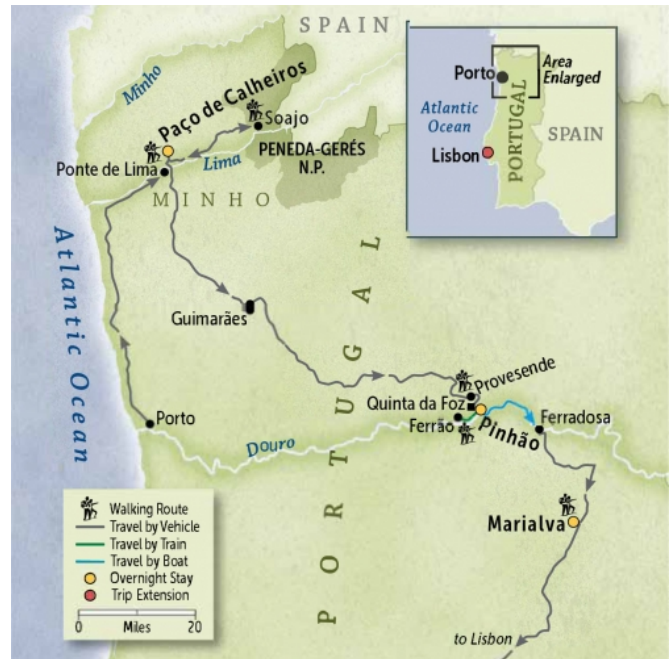 SPAIN
Minho
Paço de Calheiros
Soajo
Lima
PENEDA-GERÊS
N.P.
Ponte de Lima
MINHO
Porto
Area
Enlarged
Atlantic
Ocean
PORTUGAL
SPAIN
Lisbon
Atlantic Ocean
PORTUGAL
Guimarães
Provesende
Quinta da Foz
Pinhão
Ferrão
Ferradosa
Porto
Douro
Marialva
to Lisbon
Walking Route
Travel by Vehicle
Travel by Train
Travel by Boat
Overnight Stay
Trip Extension
0 20
Miles